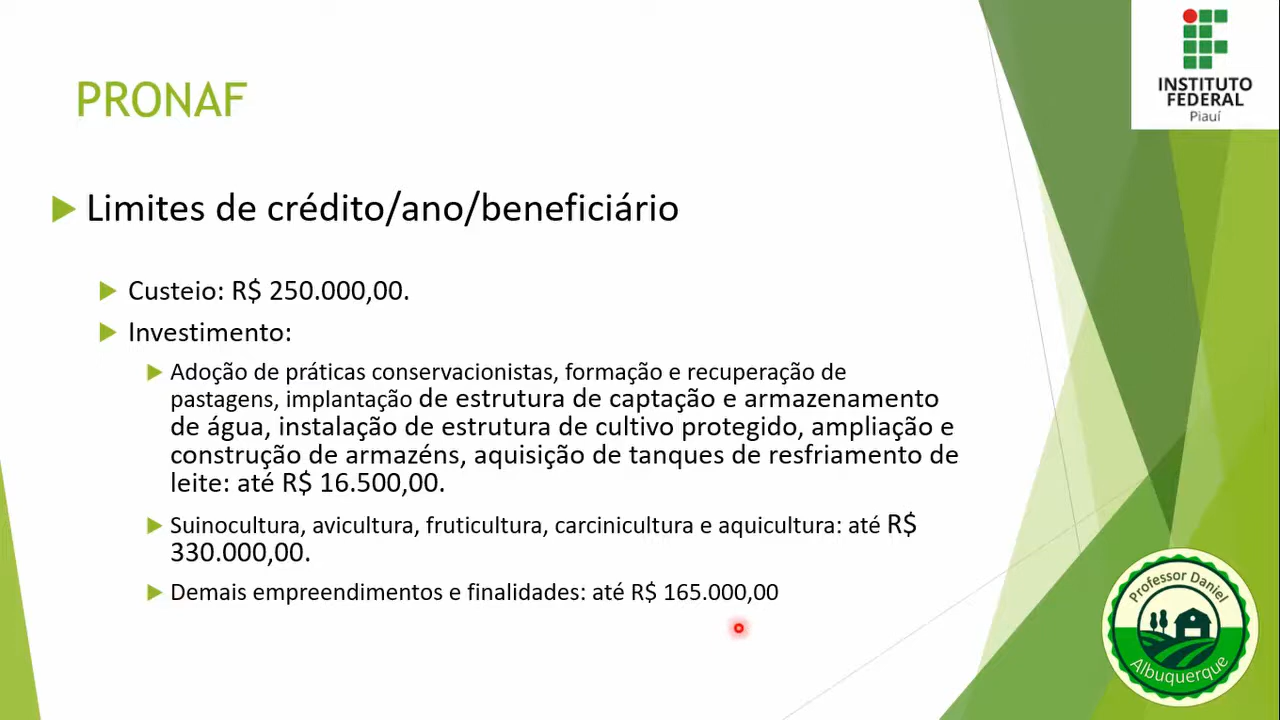 INSTITUTO
FEDERAL
Piauí
PRONAF
Limites de crédito/ano/beneficiário
Custeio: R$ 250.000,00.
Investimento:
Adoção de práticas conservacionistas, formação e recuperação de
pastagens, implantação de estrutura de captação e armazenamento
de água, instalação de estrutura de cultivo protegido, ampliação e
construção de armazéns, aquisição de tanques de resfriamento de
leite: até R$ 16.500,00.
Suinocultura, avicultura, fruticultura, carcinicultura e aquicultura: até R$
330.000,00.
Demais empreendimentos e finalidades: até R$ 165.000,00
Professor Daniel
Albuquerque